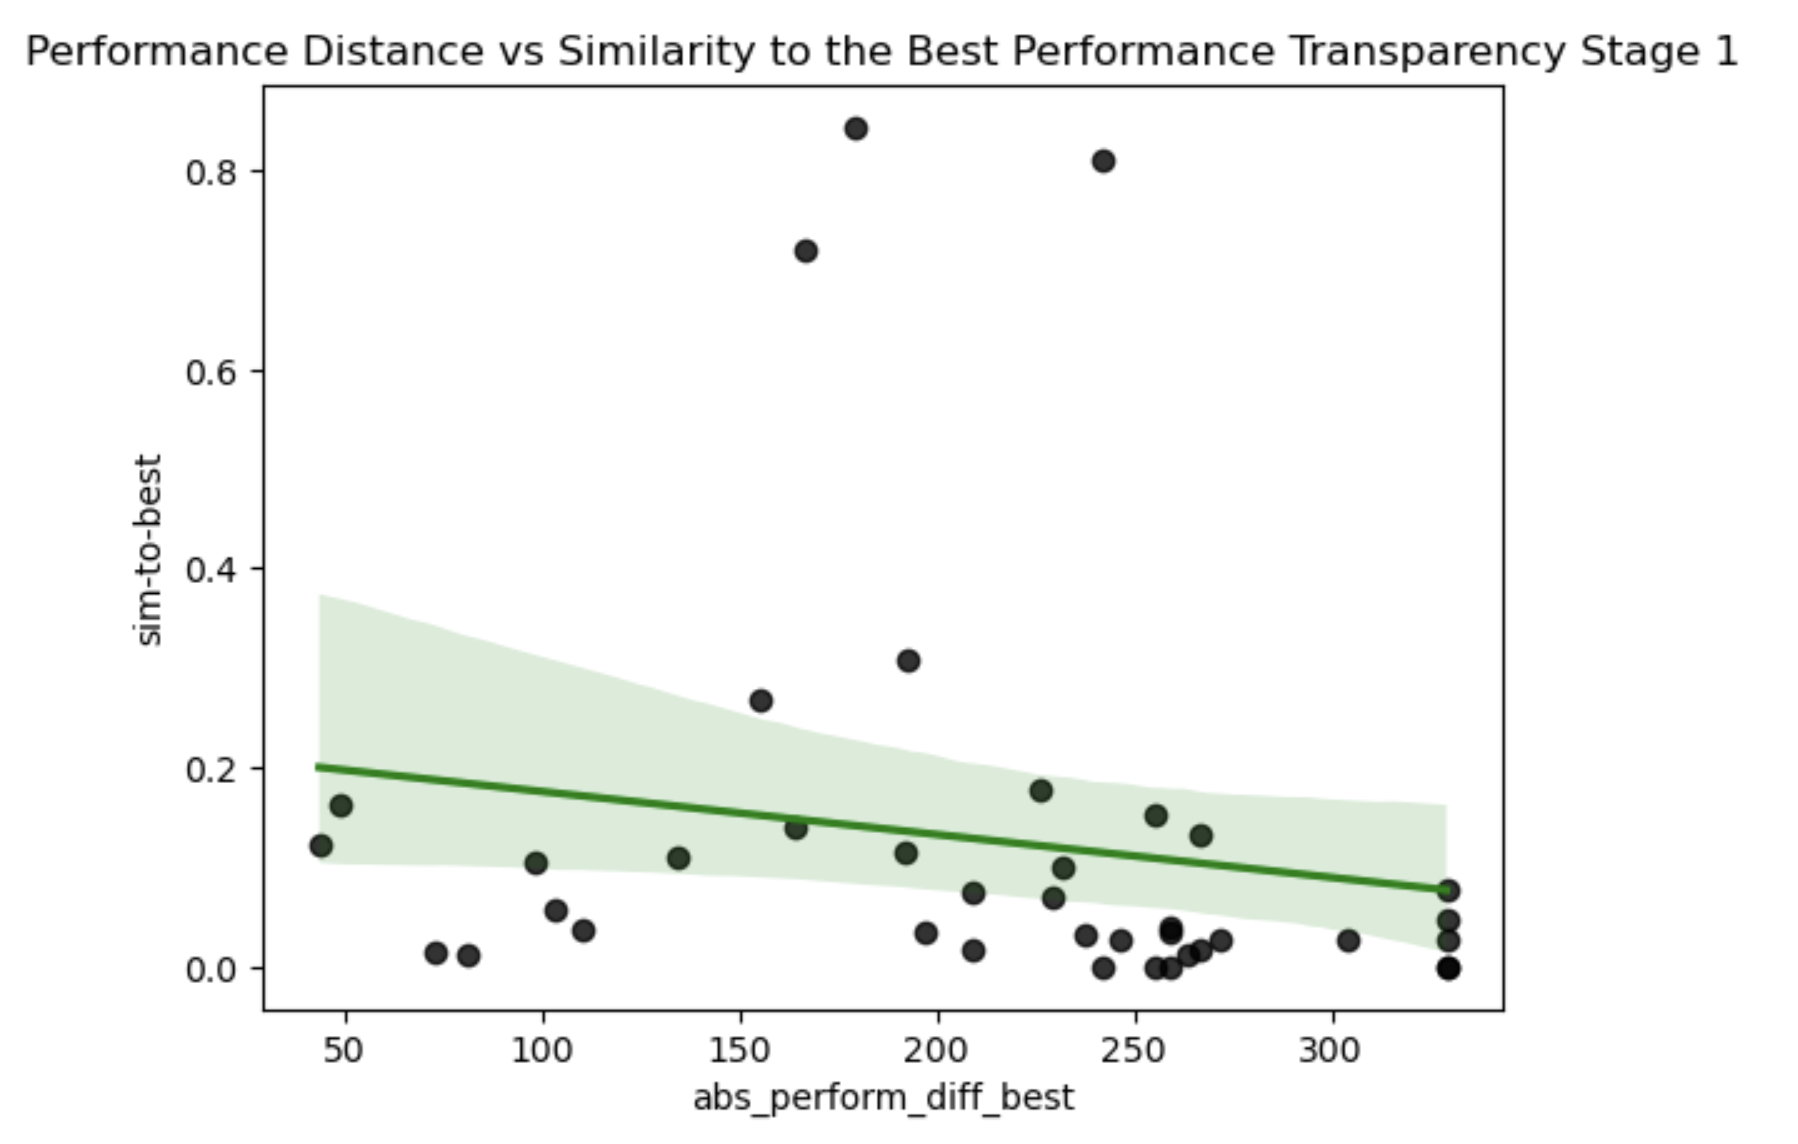 Performance Distance vs Similarity to the Best Performance Transparency Stage 1
0.8
0.6
0.4
0.2
0.0
sim-to-best
50 100 150 200 250 300
abs_perform_diff_best